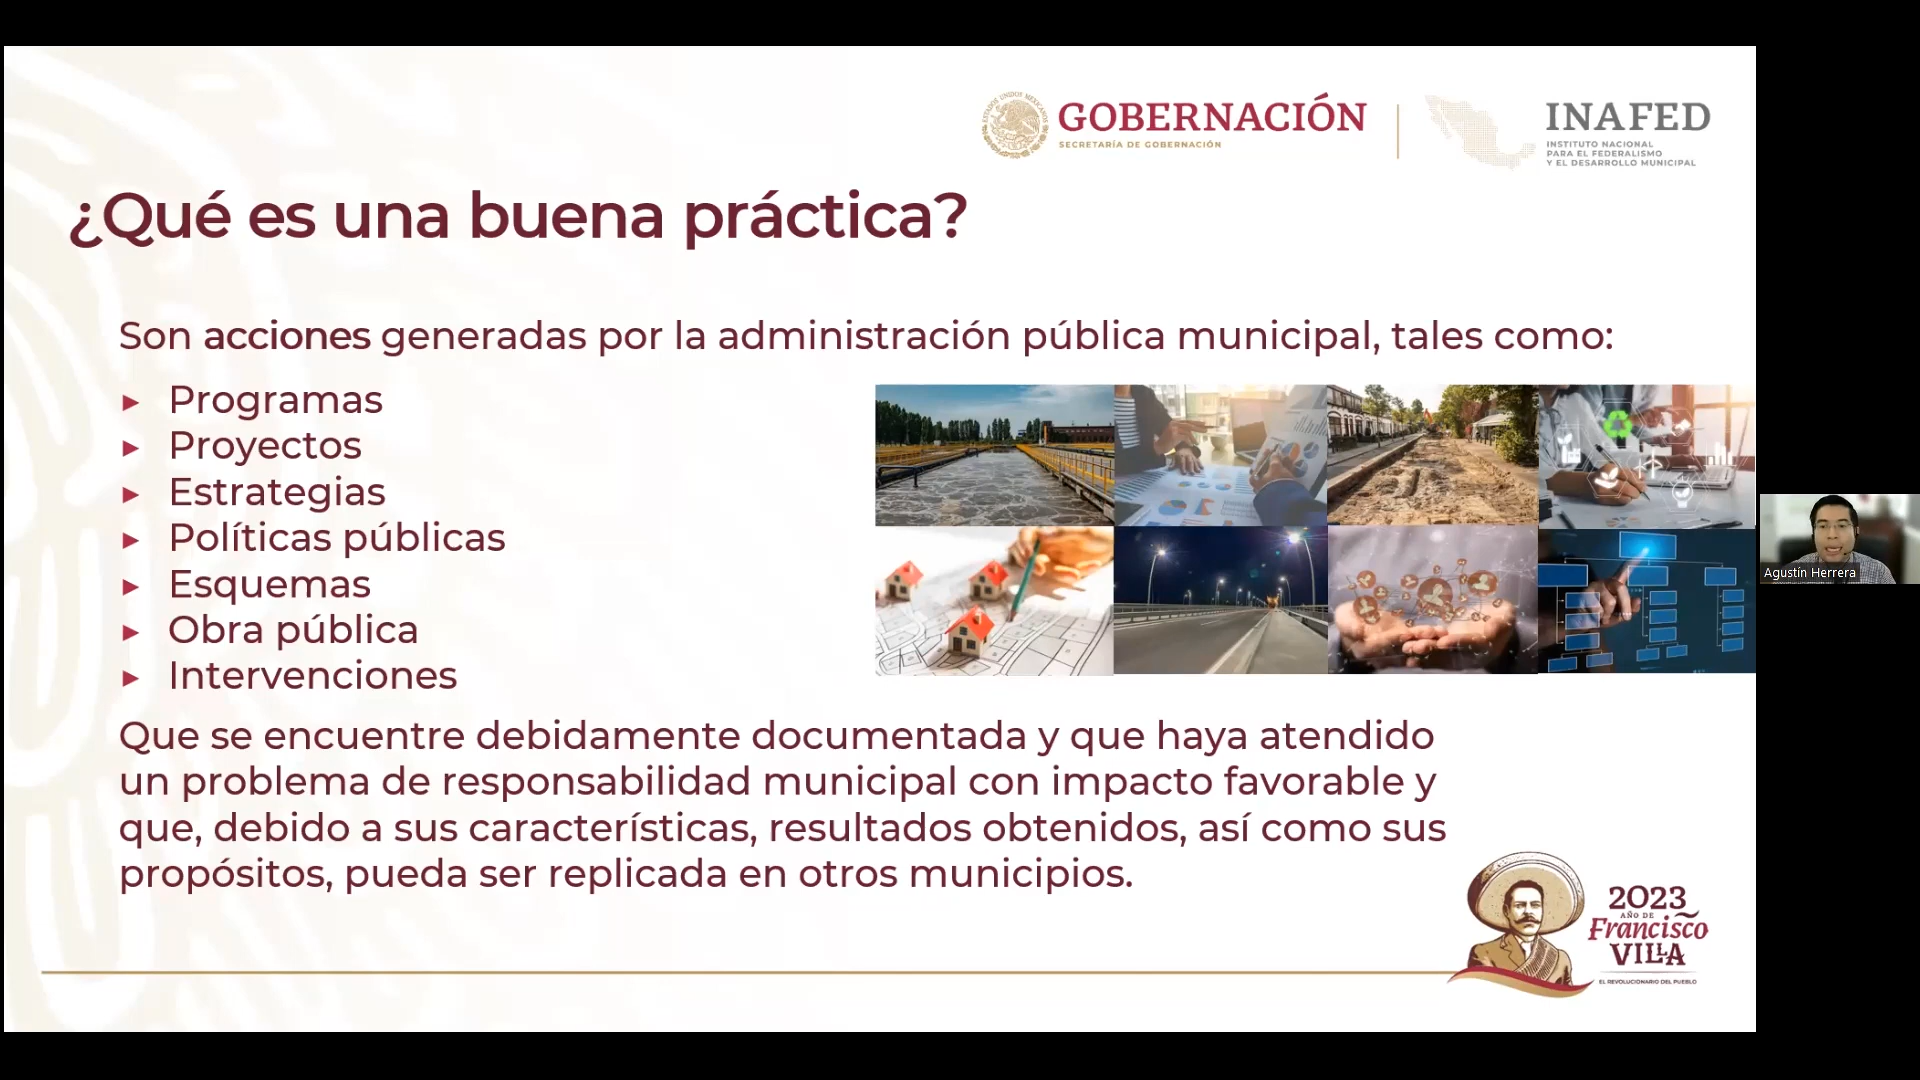 GOBERNACIÓN
SECRETARÍA DE GOBERNACIÓN
INAFED
INSTITUTO NACIONAL
PARA EL FEDERALISMO
Y EL DESARROLLO MUNICIPAL
ESTADOS UNIDOS MEXICANOS
¿Qué es una buena práctica?
Son acciones generadas por la administración pública municipal, tales como:
▸ Programas
▸ Proyectos
▸ Estrategias
▸ Políticas públicas
▸ Esquemas
▸ Obra pública
▸ Intervenciones
Que se encuentre debidamente documentada y que haya atendido
un problema de responsabilidad municipal con impacto favorable y
que, debido a sus características, resultados obtenidos, así como sus
propósitos, pueda ser replicada en otros municipios.
Agustín Herrera
2023
AÑO DE
Francisco
VILLA
EL REVOLUCIONARIO DEL PUEBLO